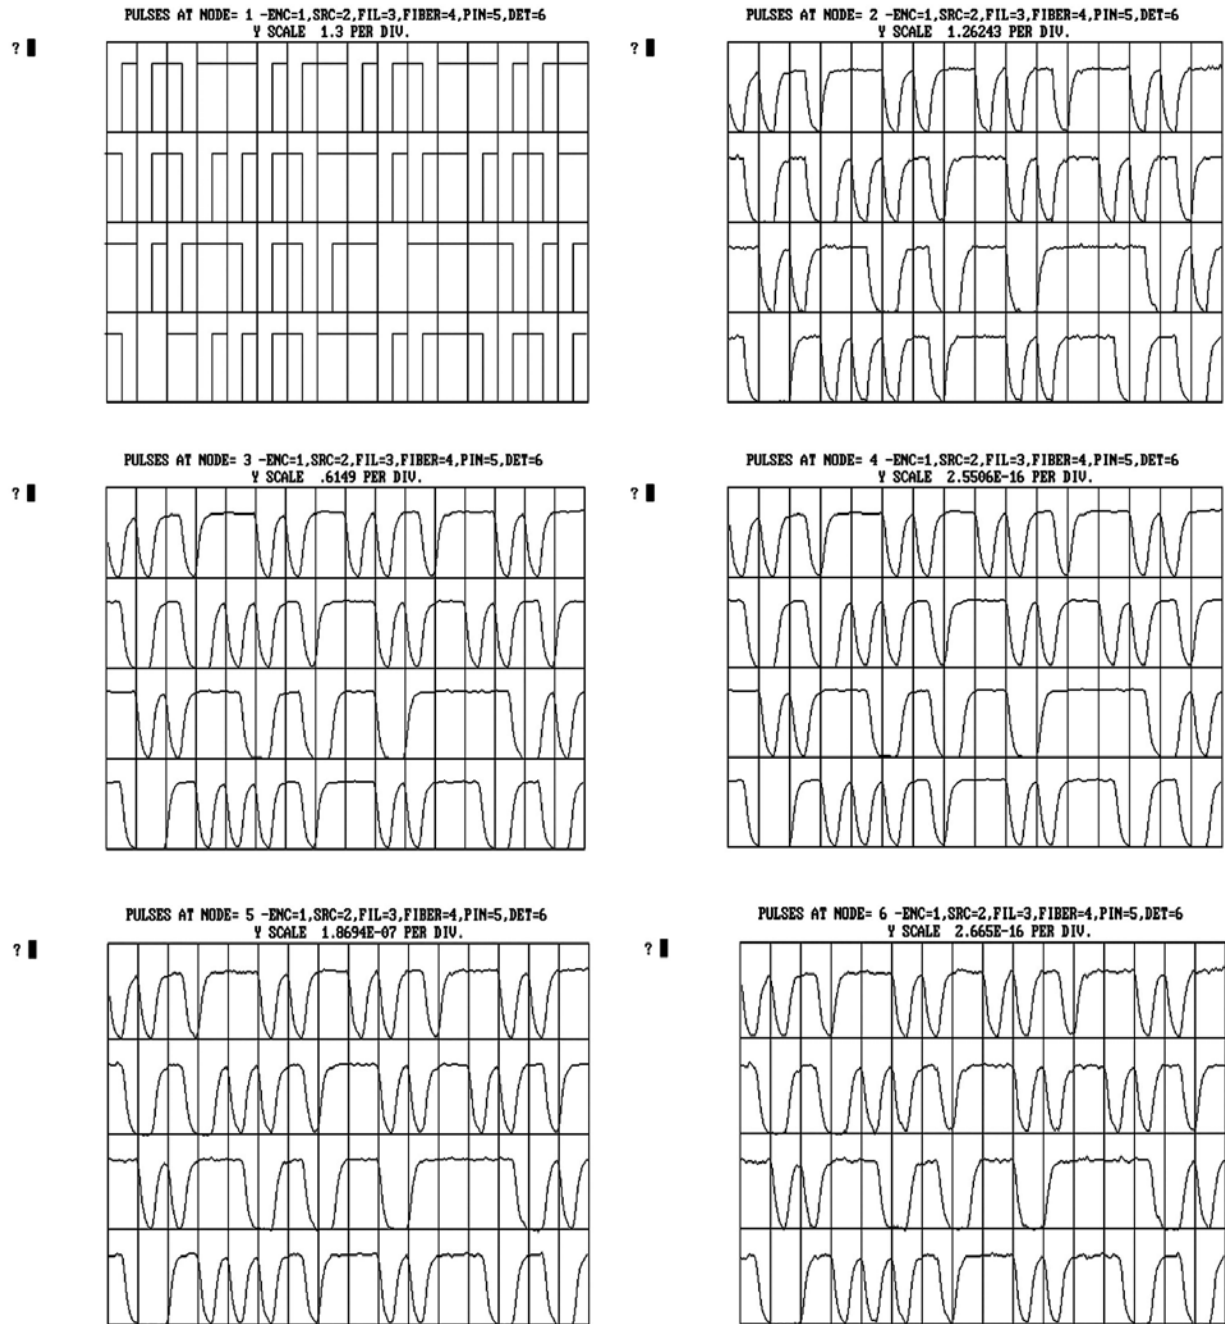 PULSES AT NODE= 1 -ENC=1,SRC=2,FIL=3,FIBER=4,PIN=5,DET=6
Y SCALE 1.3 PER DIV.
?
PULSES AT NODE= 2 -ENC=1,SRC=2,FIL=3,FIBER=4,PIN=5,DET=6
Y SCALE 1.26243 PER DIV.
?
PULSES AT NODE= 3 -ENC=1,SRC=2,FIL=3,FIBER=4,PIN=5,DET=6
Y SCALE .6149 PER DIV.
?
PULSES AT NODE= 4 -ENC=1,SRC=2,FIL=3,FIBER=4,PIN=5,DET=6
Y SCALE 2.5506E-16 PER DIV.
?
PULSES AT NODE= 5 -ENC=1,SRC=2,FIL=3,FIBER=4,PIN=5,DET=6
Y SCALE 1.8694E-07 PER DIV.
?
PULSES AT NODE= 6 -ENC=1,SRC=2,FIL=3,FIBER=4,PIN=5,DET=6
Y SCALE 2.665E-16 PER DIV.
?